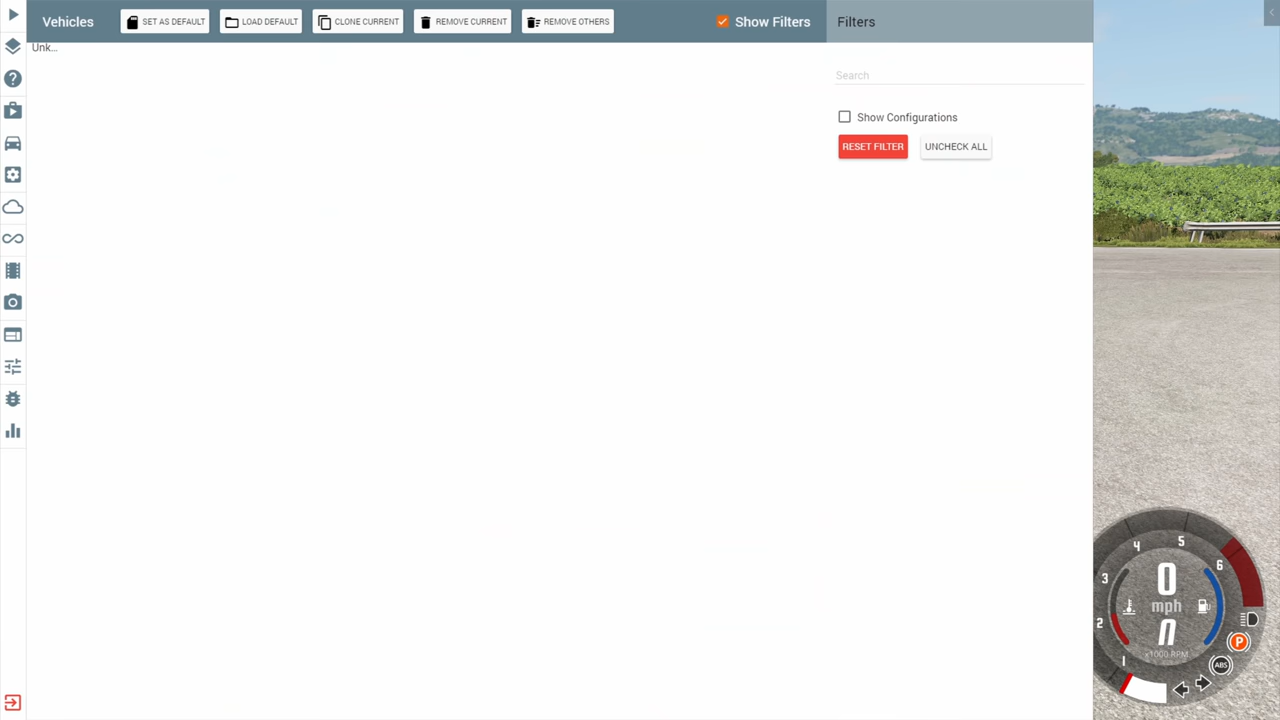 Vehicles
SET AS DEFAULT
LOAD DEFAULT
CLONE CURRENT
REMOVE CURRENT
REMOVE OTHERS
Show Filters
Filters
Unk...
Search
Show Configurations
RESET FILTER
UNCHECK ALL
1
2
3
4
5
6
0
mph
n
x1000 RPM
P
ABS